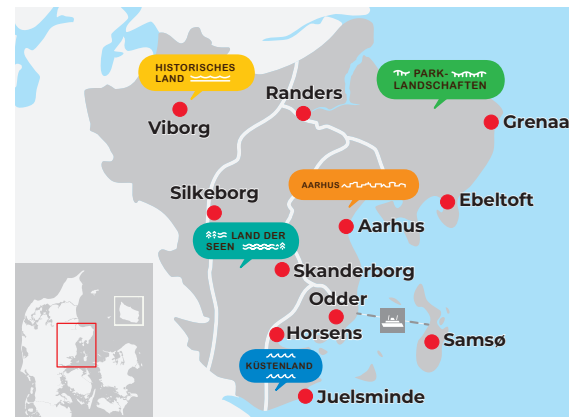 HISTORISCHES
LAND
PARK-
LANDSCHAFTEN
Randers
Viborg
Grenaa
AARHUS
Silkeborg
Ebeltoft
Aarhus
LAND DER
SEEN
Skanderborg
Odder
Horsens
Samsø
KÜSTENLAND
Juelsminde